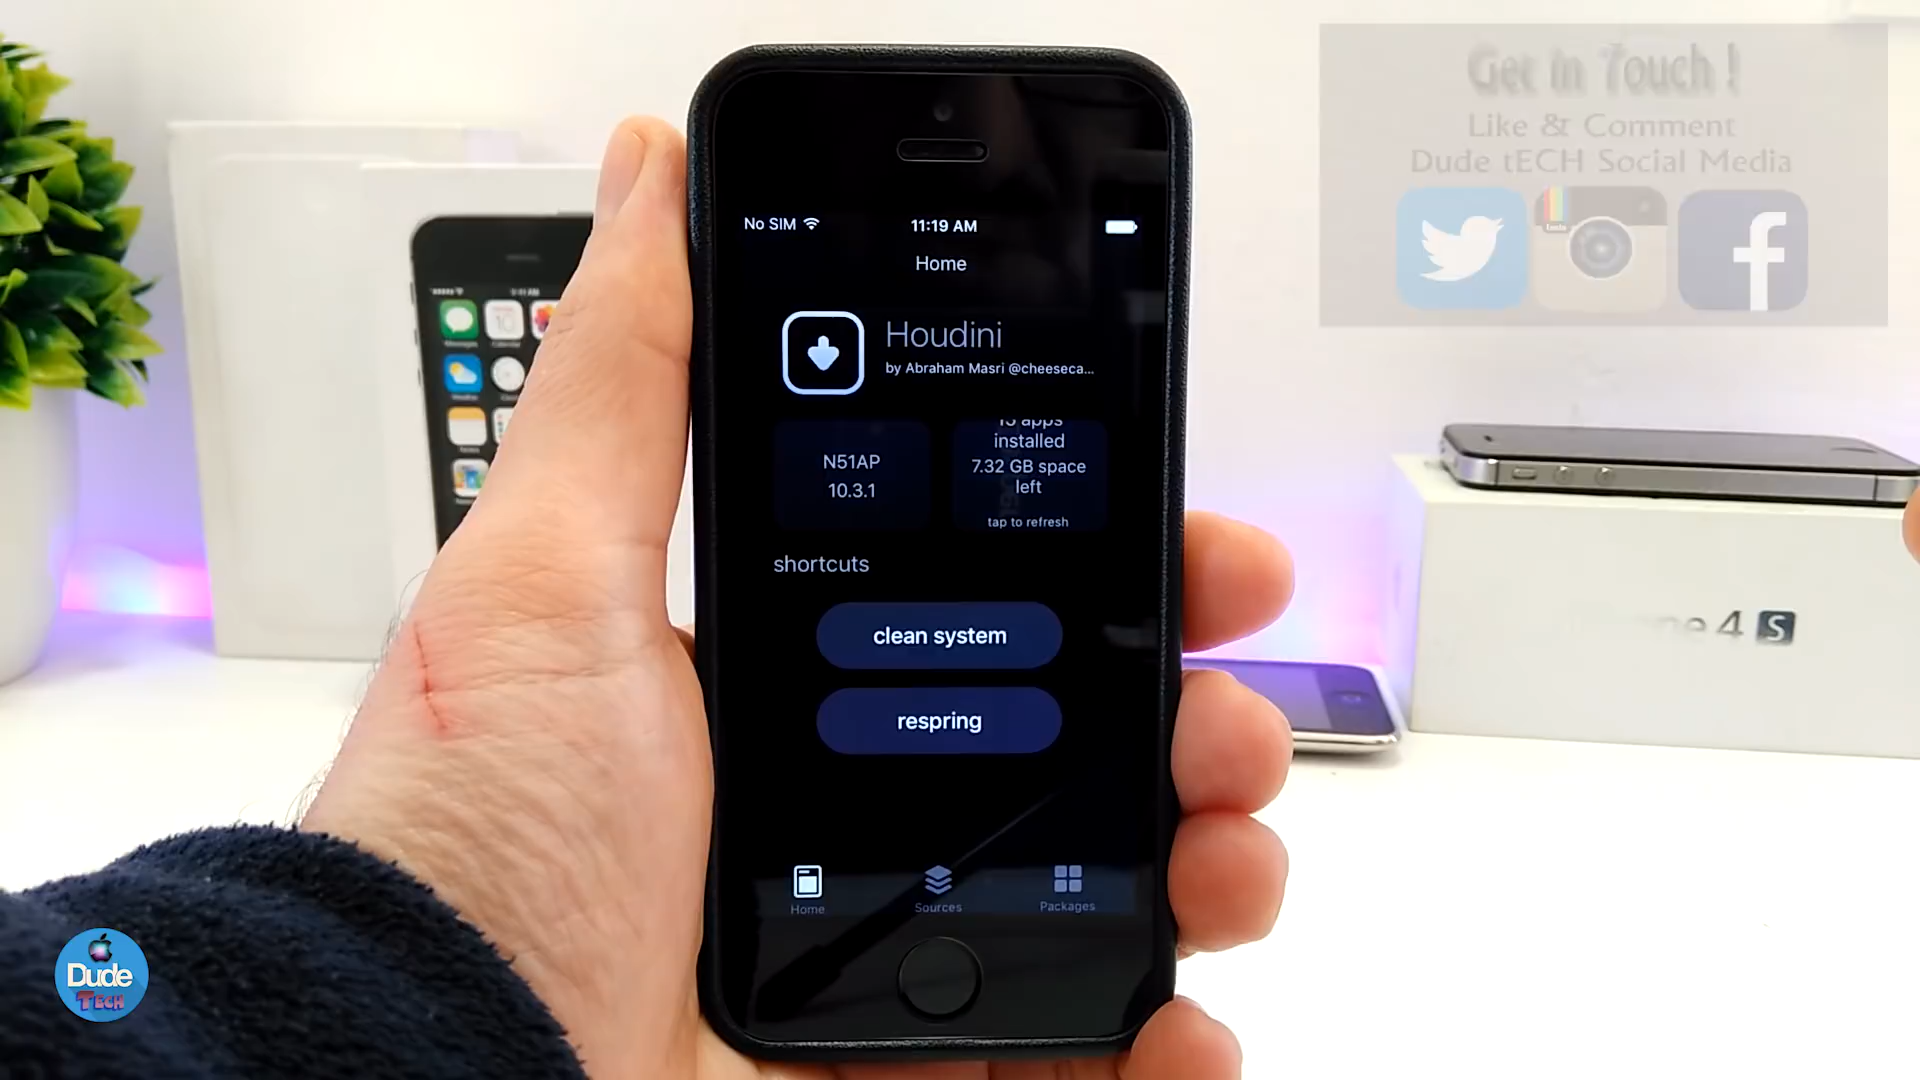 Get in Touch !
Like & Comment
Dude tECH Social Media
No SIM
11:19 AM
Home
Houdini
by Abraham Masri @cheeseca...
N51AP
10.3.1
apps
installed
7.32 GB space
left
tap to refresh
shortcuts
clean system
respring
Home
Sources
Packages
4 S
Dude
TECH